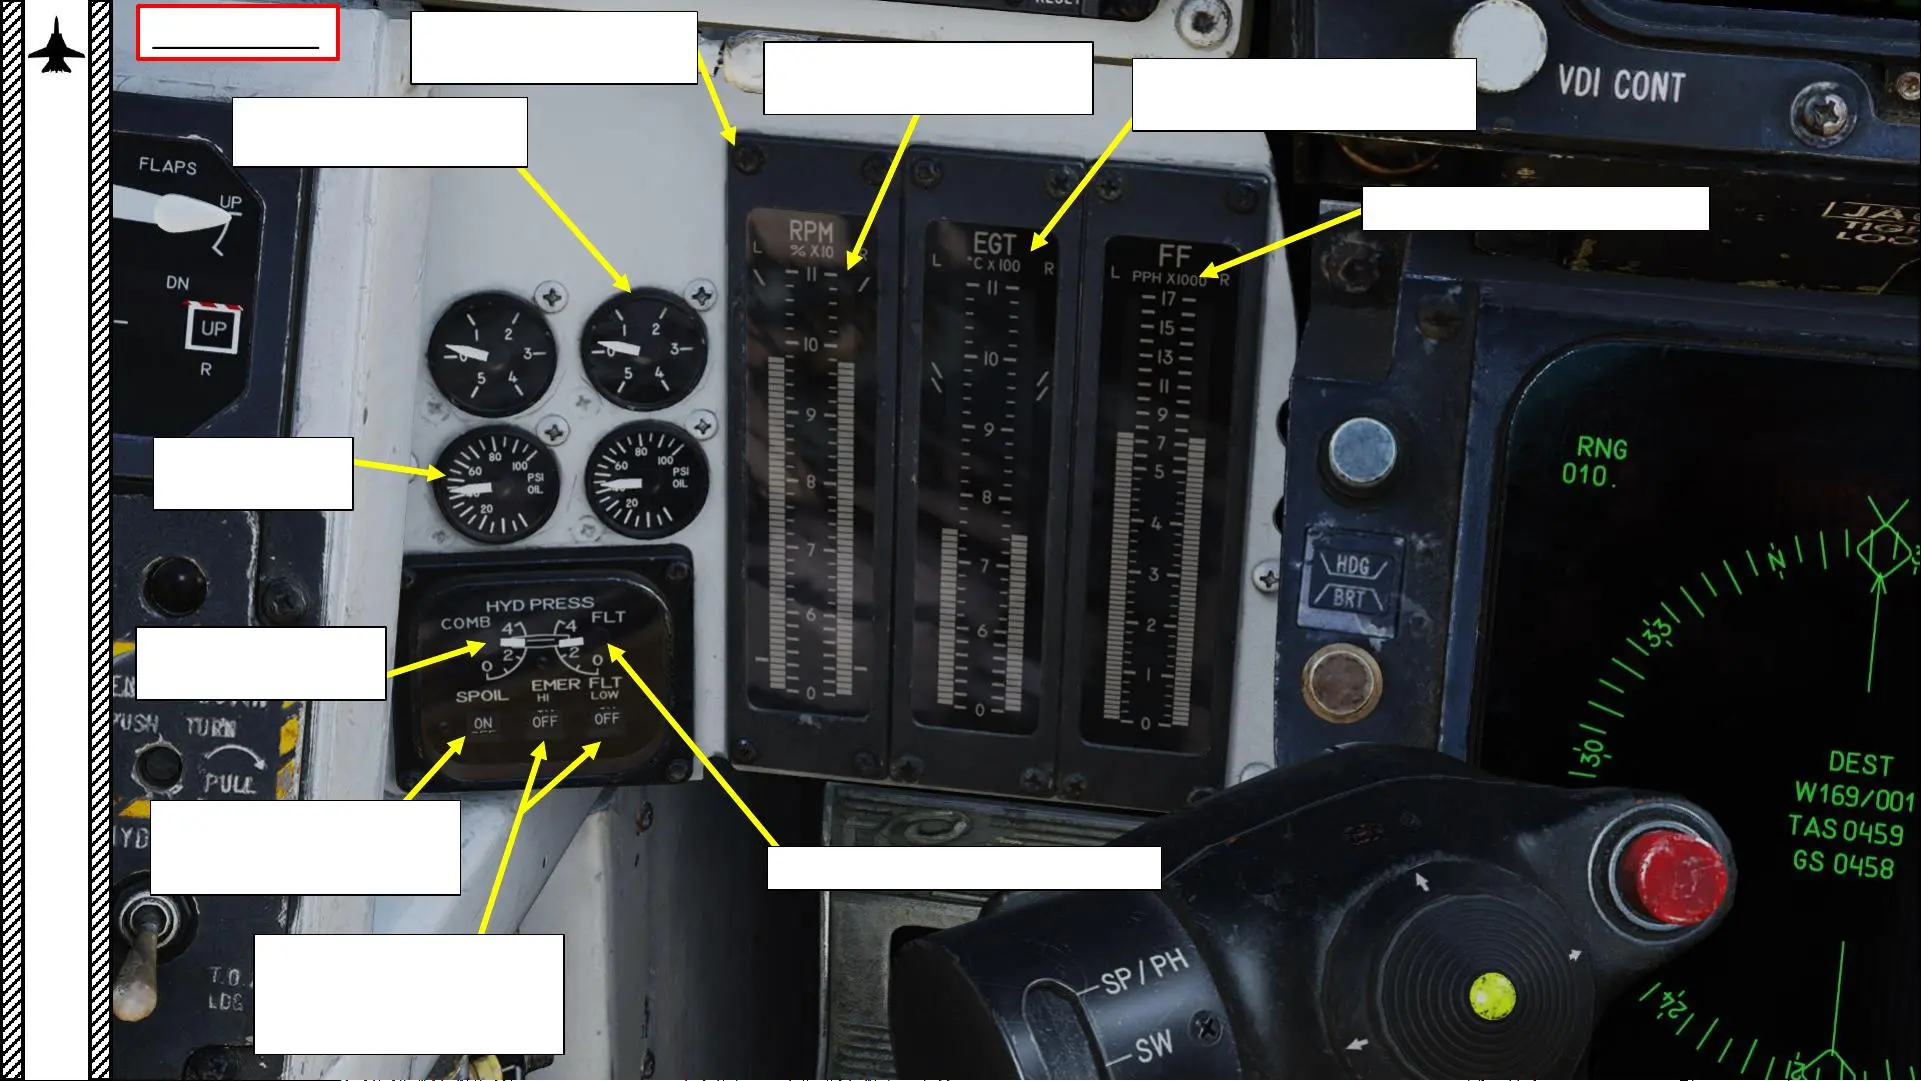 RESET
VDI CONT
FLAPS
UP
DN
UP
R
1 2 3 4 5 0
1 2 3 4 5 0
20 40 60 80 100 PSI OIL
20 60 80 100 PSI OIL
RPM
% X10
L
11
10
9
8
7
6
0
EGT
°C X 100
L R
11
10
9
8
7
6
0
FF
PPH X1000
L R
17
15
13
11
9
7
5
4
3
2
1
0
HYD PRESS
COMB FLT
4 4
2 2
0 0
SPOIL EMER FLT
HI LOW
ON OFF OFF
PUSH TURN
PULL
T.O.
LDG
HDG
BRT
RNG
010.
N
33
30
24
21
DEST
W169/001
TAS 0459
GS 0458
SP/PH
SW